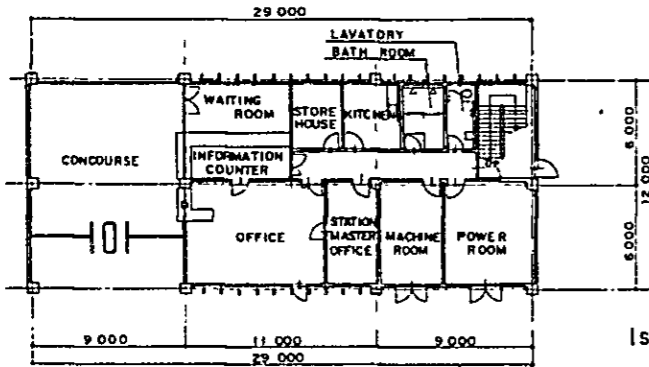 29 000
LAVATORY
BATH ROOM
WAITING
ROOM
STORE
HOUSE
KITCHEN
CONCOURSE
INFORMATION
COUNTER
UP
6 000
12 000
6 000
OFFICE
STATION
MASTER
OFFICE
MACHINE
ROOM
POWER
ROOM
9 000
11 000
9 000
29 000